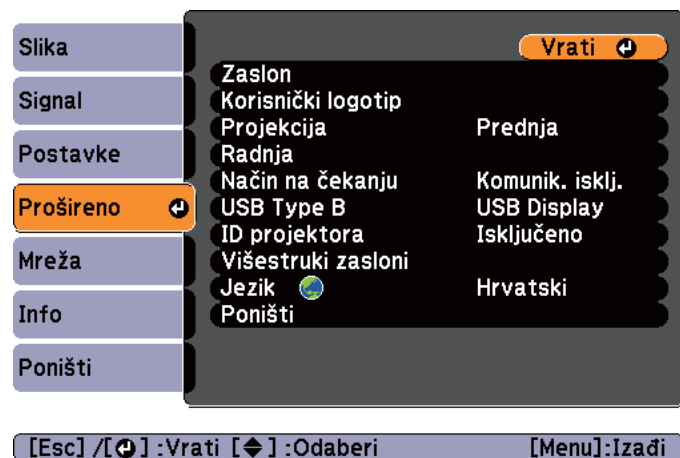 Slika
Signal
Postavke
Prošireno
Mreža
Info
Poništi
Vrati
Zaslon
Korisnički logotip
Projekcija Prednja
Radnja
Način na čekanju Komunik. isklj.
USB Type B USB Display
ID projektora Isključeno
Višestruki zasloni
Jezik Hrvatski
Poništi
[Esc] /[ ] :Vrati [ ] :Odaberi [Menu]:Izađi